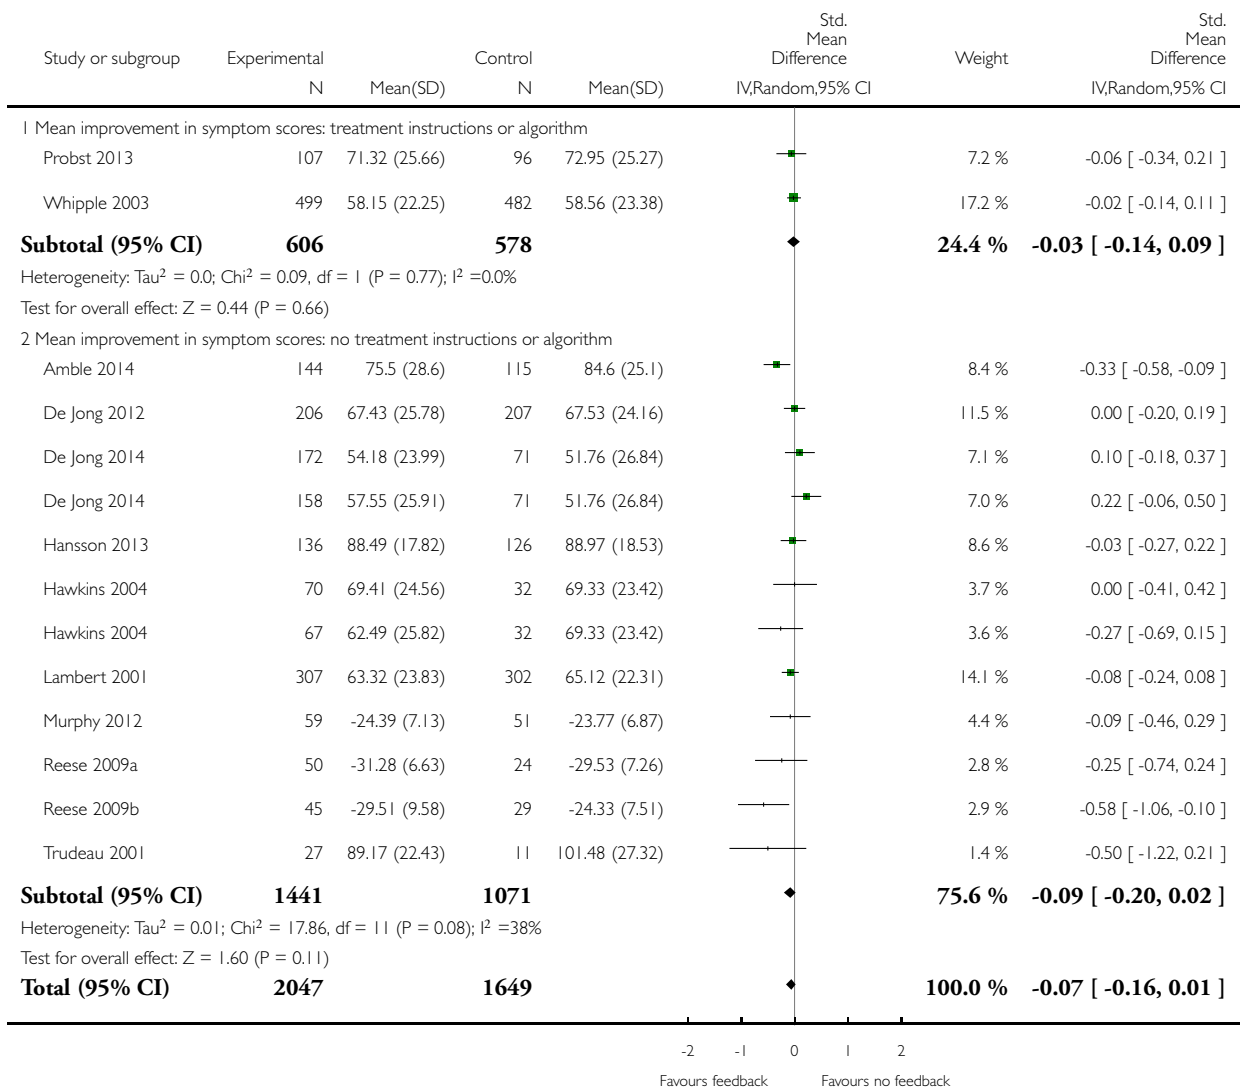 Study or subgroup Experimental Control Std. Mean Difference Weight Std. Mean Difference
N Mean(SD) N Mean(SD) IV,Random,95% CI IV,Random,95% CI
1 Mean improvement in symptom scores: treatment instructions or algorithm
Probst 2013 107 71.32 (25.66) 96 72.95 (25.27) 7.2 % -0.06 [ -0.34, 0.21 ]
Whipple 2003 499 58.15 (22.25) 482 58.56 (23.38) 17.2 % -0.02 [ -0.14, 0.11 ]
Subtotal (95% CI) 606 578 24.4 % -0.03 [ -0.14, 0.09 ]
Heterogeneity: Tau² = 0.0; Chi² = 0.09, df = 1 (P = 0.77); I² =0.0%
Test for overall effect: Z = 0.44 (P = 0.66)
2 Mean improvement in symptom scores: no treatment instructions or algorithm
Amble 2014 144 75.5 (28.6) 115 84.6 (25.1) 8.4 % -0.33 [ -0.58, -0.09 ]
De Jong 2012 206 67.43 (25.78) 207 67.53 (24.16) 11.5 % 0.00 [ -0.20, 0.19 ]
De Jong 2014 172 54.18 (23.99) 71 51.76 (26.84) 7.1 % 0.10 [ -0.18, 0.37 ]
De Jong 2014 158 57.55 (25.91) 71 51.76 (26.84) 7.0 % 0.22 [ -0.06, 0.50 ]
Hansson 2013 136 88.49 (17.82) 126 88.97 (18.53) 8.6 % -0.03 [ -0.27, 0.22 ]
Hawkins 2004 70 69.41 (24.56) 32 69.33 (23.42) 3.7 % 0.00 [ -0.41, 0.42 ]
Hawkins 2004 67 62.49 (25.82) 32 69.33 (23.42) 3.6 % -0.27 [ -0.69, 0.15 ]
Lambert 2001 307 63.32 (23.83) 302 65.12 (22.31) 14.1 % -0.08 [ -0.24, 0.08 ]
Murphy 2012 59 -24.39 (7.13) 51 -23.77 (6.87) 4.4 % -0.09 [ -0.46, 0.29 ]
Reese 2009a 50 -31.28 (6.63) 24 -29.53 (7.26) 2.8 % -0.25 [ -0.74, 0.24 ]
Reese 2009b 45 -29.51 (9.58) 29 -24.33 (7.51) 2.9 % -0.58 [ -1.06, -0.10 ]
Trudeau 2001 27 89.17 (22.43) 11 101.48 (27.32) 1.4 % -0.50 [ -1.22, 0.21 ]
Subtotal (95% CI) 1441 1071 75.6 % -0.09 [ -0.20, 0.02 ]
Heterogeneity: Tau² = 0.01; Chi² = 17.86, df = 11 (P = 0.08); I² =38%
Test for overall effect: Z = 1.60 (P = 0.11)
Total (95% CI) 2047 1649 100.0 % -0.07 [ -0.16, 0.01 ]
-2 -1 0 1 2
Favours feedback Favours no feedback